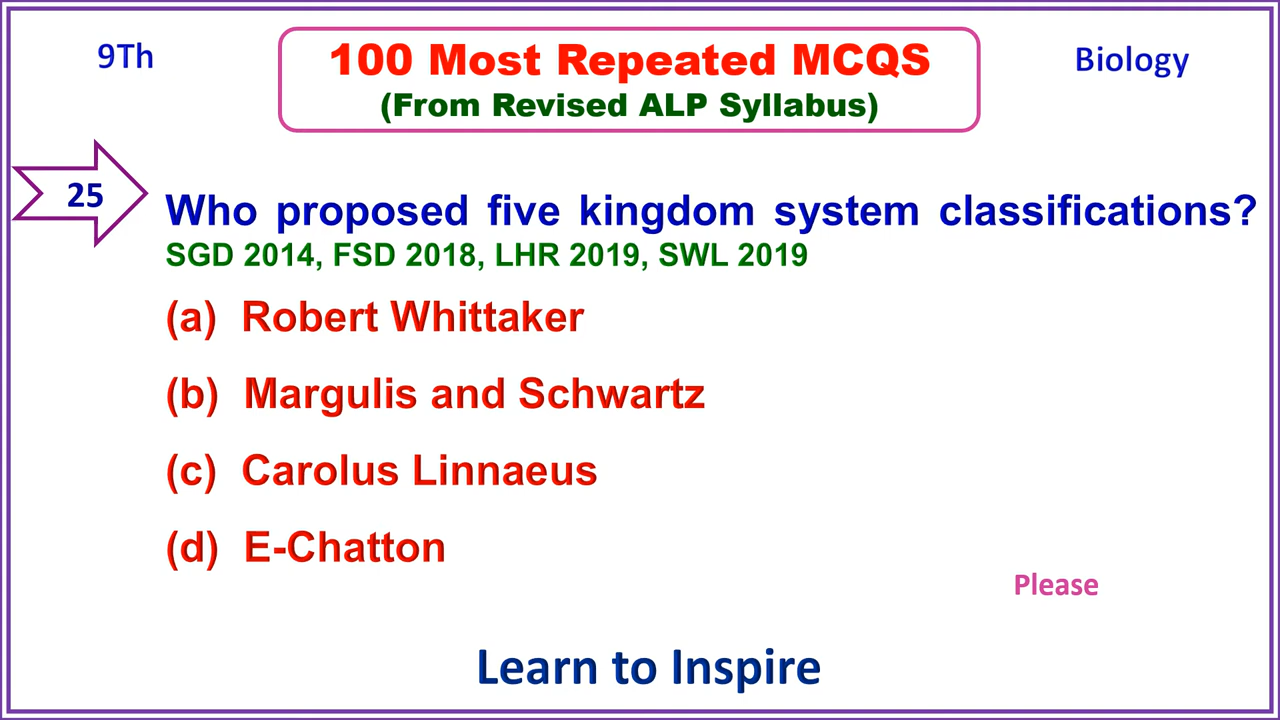 9Th
100 Most Repeated MCQS
(From Revised ALP Syllabus)
Biology
25
Who proposed five kingdom system classifications?
SGD 2014, FSD 2018, LHR 2019, SWL 2019
(a) Robert Whittaker
(b) Margulis and Schwartz
(c) Carolus Linnaeus
(d) E-Chatton
Please
Learn to Inspire